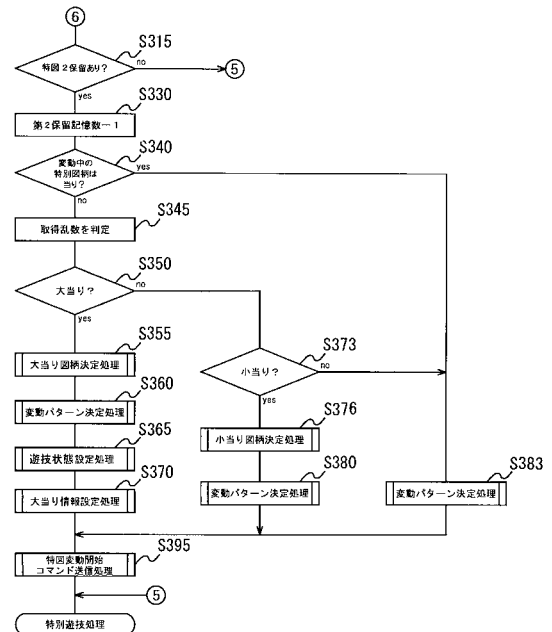 ⑥
S315
特図2保留あり?
no
⑤
yes
S330
第2保留記憶数－1
S340
変動中の
特別図柄は
当り?
yes
no
S345
取得乱数を判定
S350
大当り?
no
yes
S355
大当り図柄決定処理
S373
小当り?
no
yes
S360
変動パターン決定処理
S376
小当り図柄決定処理
S365
遊技状態設定処理
S370
大当り情報設定処理
S380
変動パターン決定処理
S383
変動パターン決定処理
S395
特図変動開始
コマンド送信処理
⑤
特別遊技処理